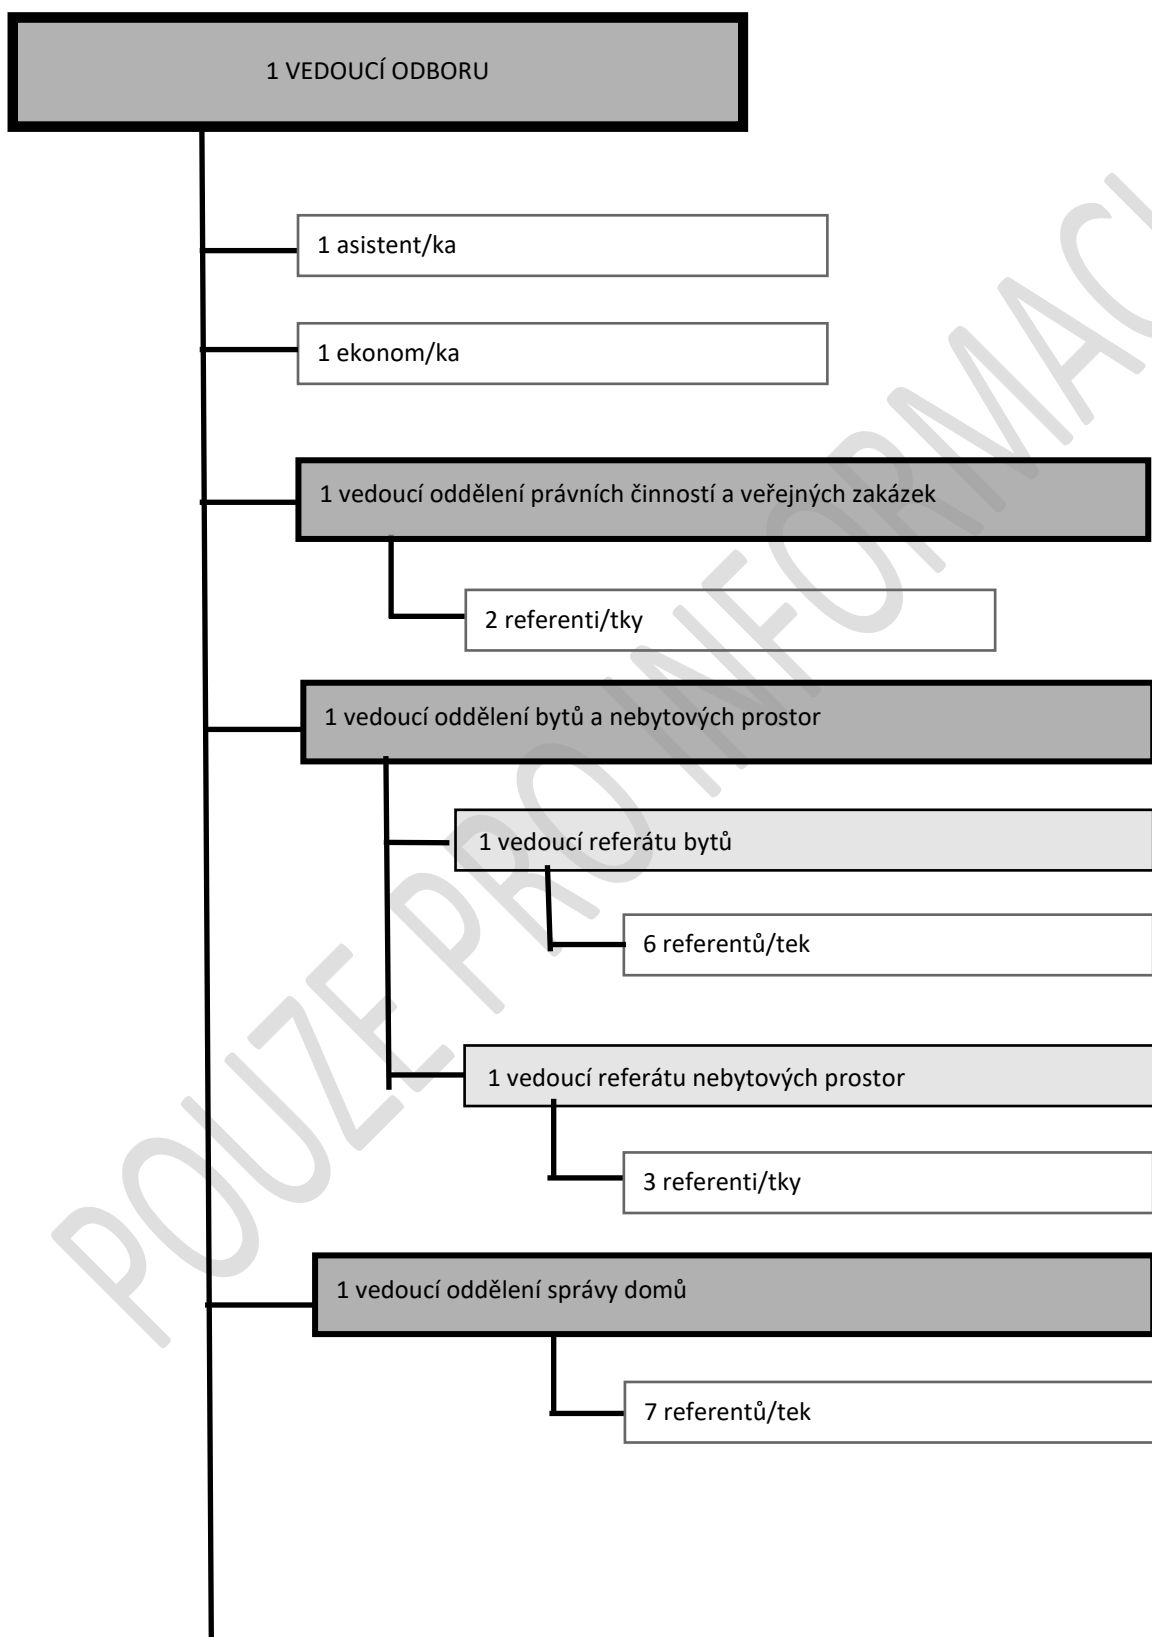 1 VEDOUCÍ ODBORU
1 asistent/ka
1 ekonom/ka
1 vedoucí oddělení právních činností a veřejných zakázek
2 referenti/tky
1 vedoucí oddělení bytů a nebytových prostor
1 vedoucí referátu bytů
6 referentů/tek
1 vedoucí referátu nebytových prostor
3 referenti/tky
1 vedoucí oddělení správy domů
7 referentů/tek
POUZE PRO